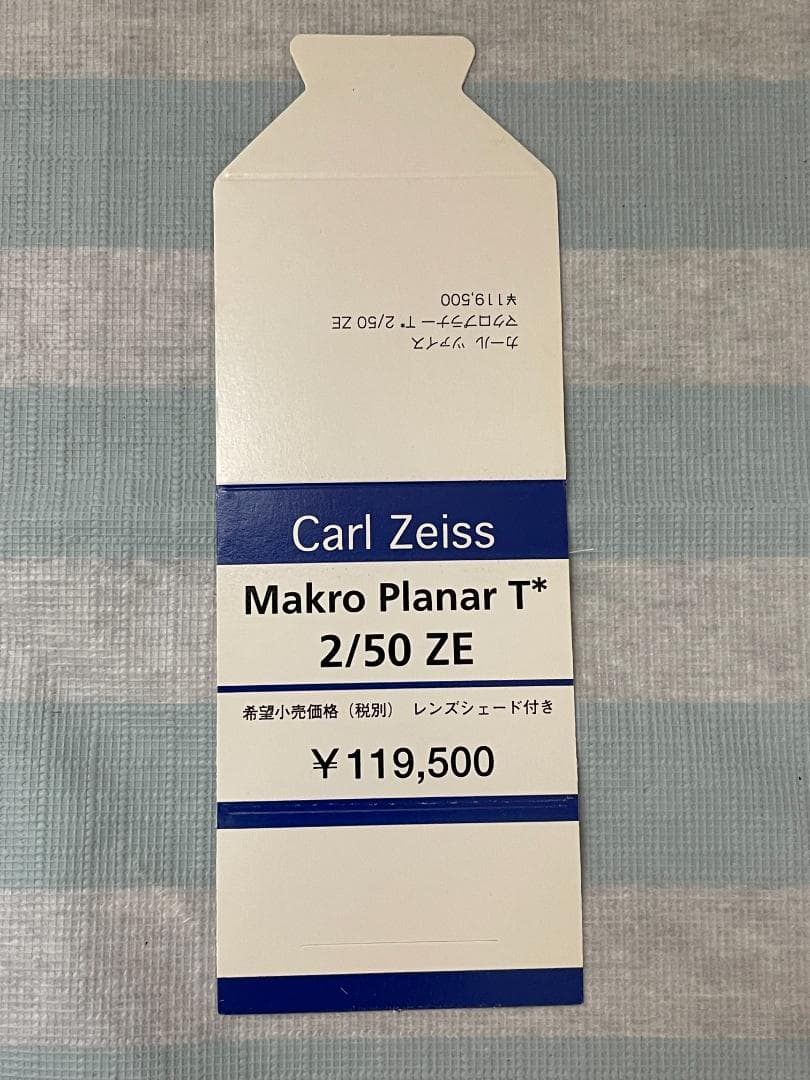 カール ツァイス
マクロプラナー T* 2/50 ZE
¥119,500
Carl Zeiss
Makro Planar T*
2/50 ZE
希望小売価格（税別） レンズシェード付き
￥119,500